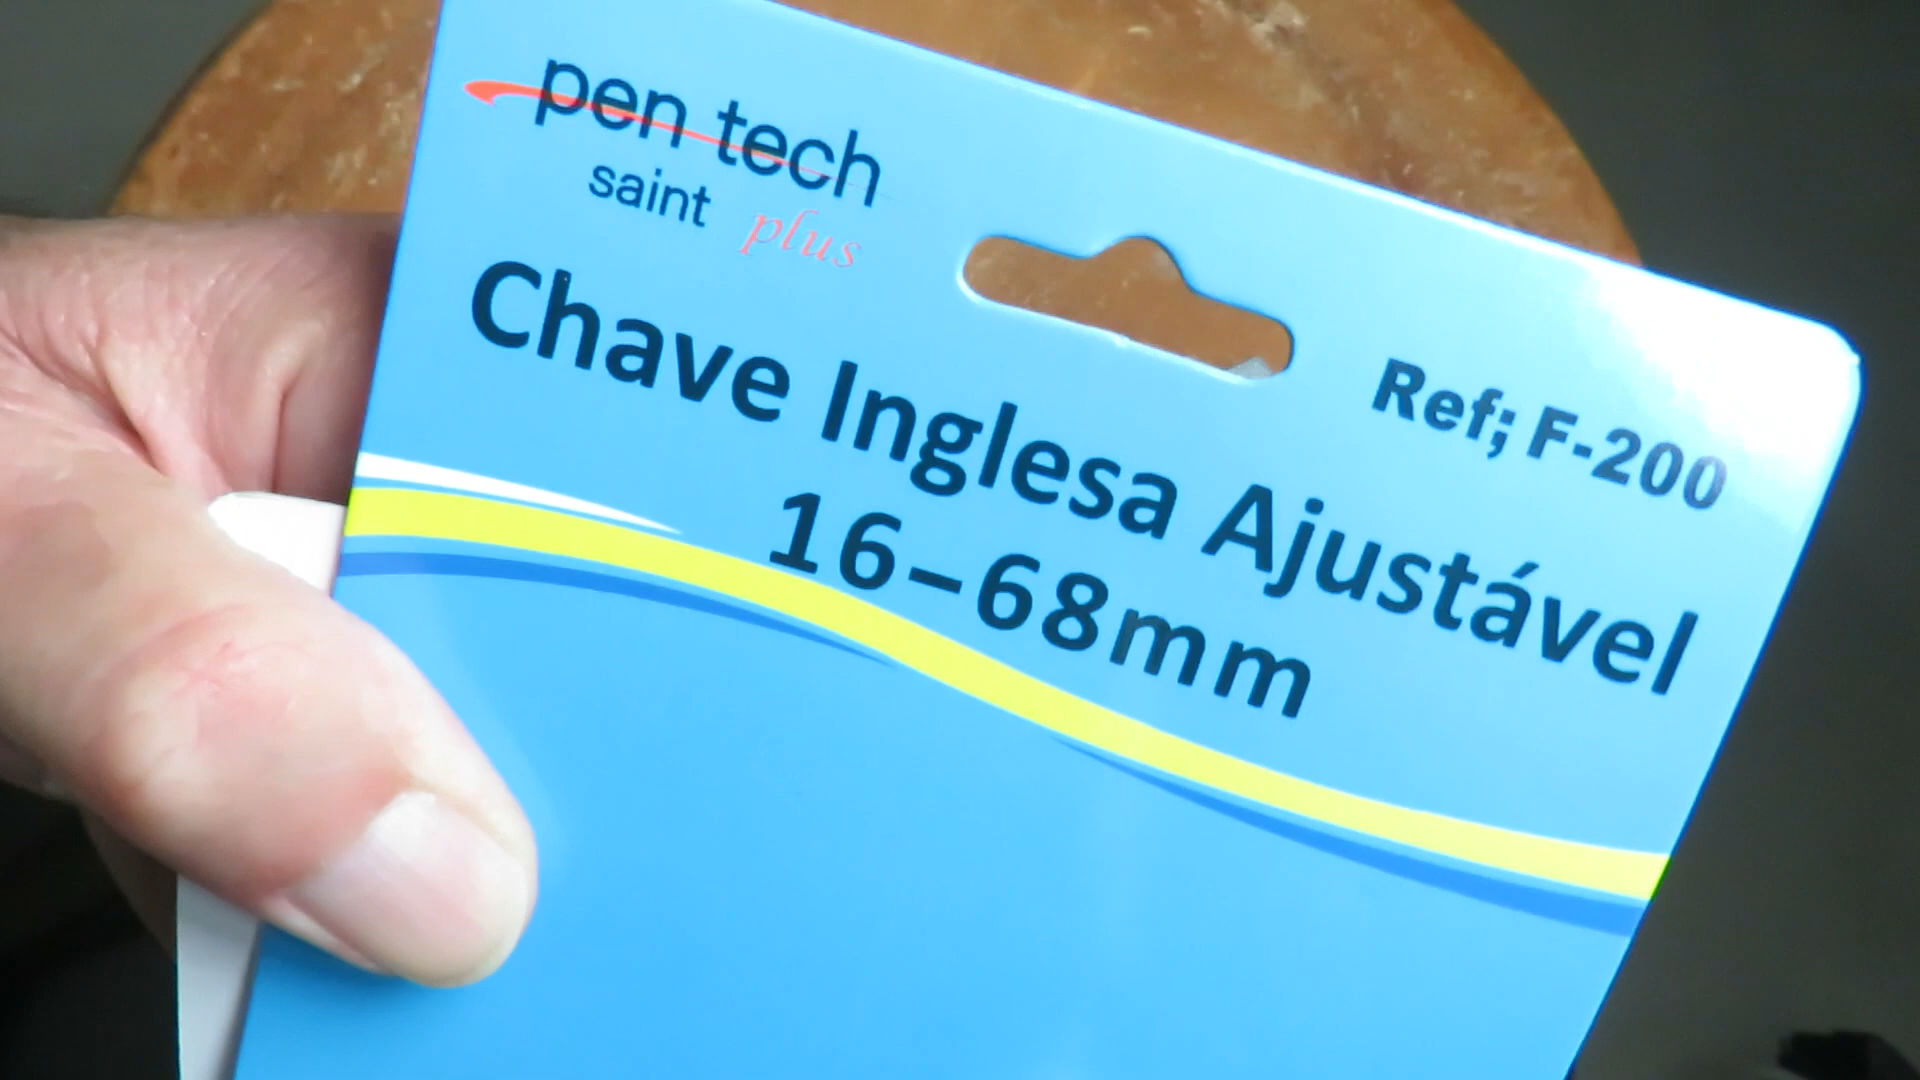 pen tech
saint plus
Ref; F-200
Chave Inglesa Ajustável
16-68mm